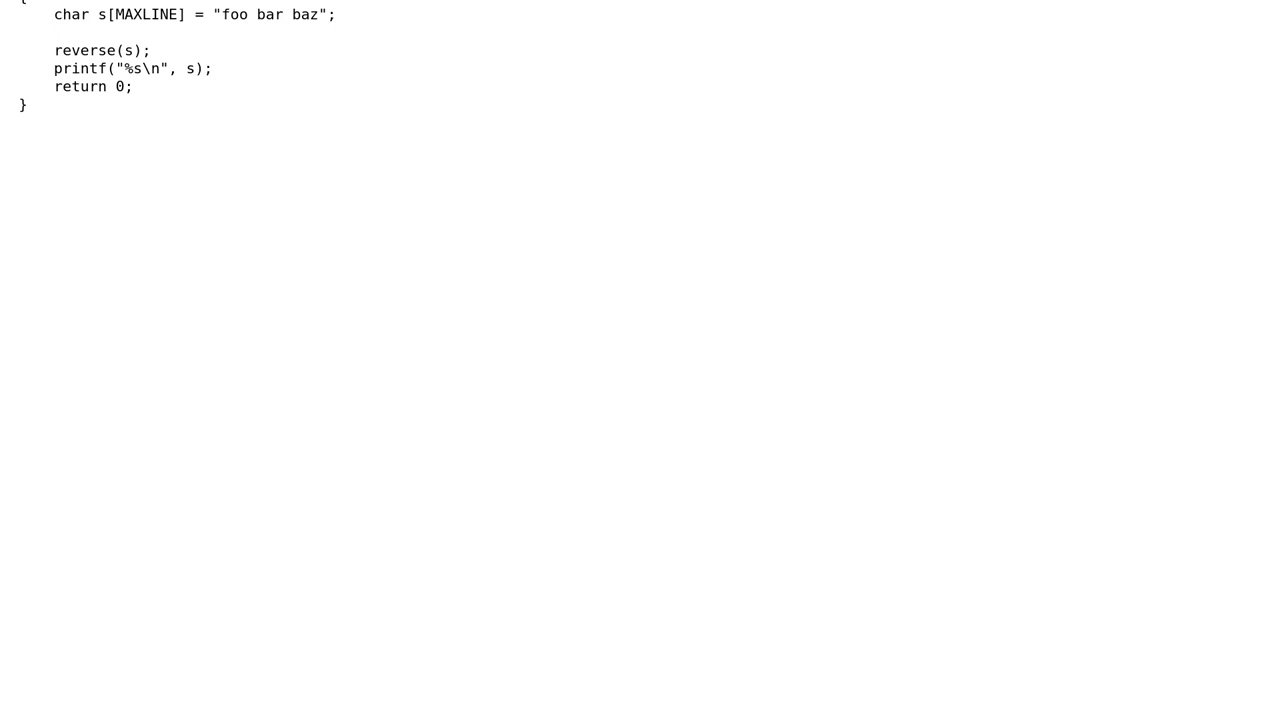 {
    char s[MAXLINE] = "foo bar baz";

    reverse(s);
    printf("%s\n", s);
    return 0;
}